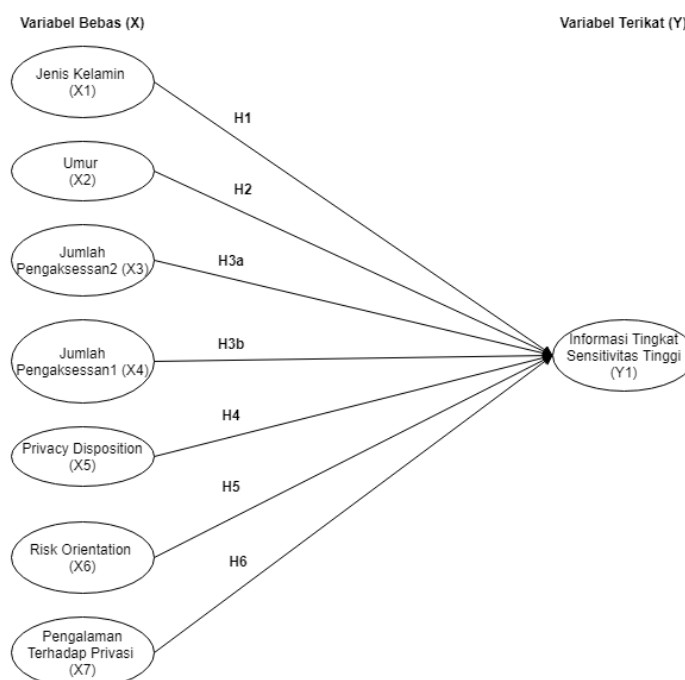 Variabel Bebas (X)
Variabel Terikat (Y)
Jenis Kelamin
(X1)
H1
Umur
(X2)
H2
Jumlah
Pengaksessan2 (X3)
H3a
Jumlah
Pengaksessan1 (X4)
H3b
Informasi Tingkat
Sensitivitas Tinggi
(Y1)
Privacy Disposition
(X5)
H4
Risk Orientation
(X6)
H5
Pengalaman
Terhadap Privasi
(X7)
H6